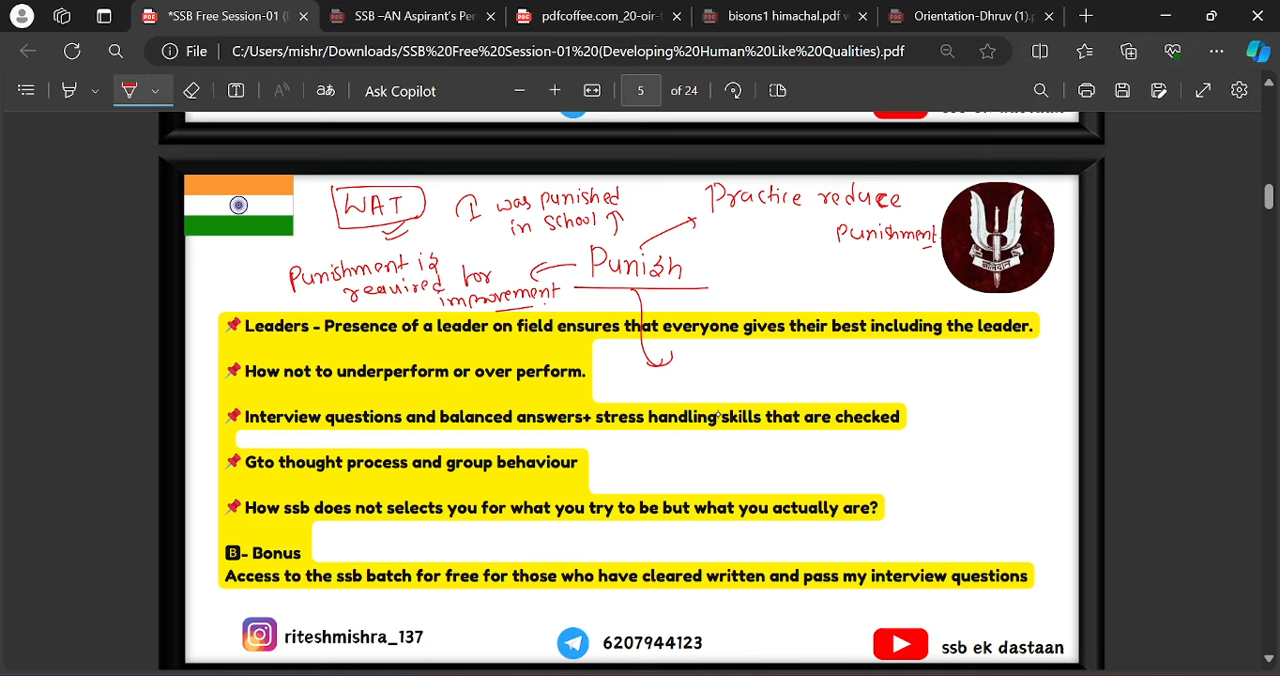 *SSB Free Session-01 (
SSB –AN Aspirant's Per
pdfcoffee.com_20-oir-t
bisons1 himachal.pdf w
Orientation-Dhruv (1).p
File
C:/Users/mishr/Downloads/SSB%20Free%20Session-01%20(Developing%20Human%20Like%20Qualities).pdf
Ask Copilot
5 of 24
WAT
I was punished
in school
Practice reduce
Punishment
Punish
Punishment is
required for
improvement
📌 Leaders - Presence of a leader on field ensures that everyone gives their best including the leader.
📌 How not to underperform or over perform.
📌 Interview questions and balanced answers+ stress handling skills that are checked
📌 Gto thought process and group behaviour
📌 How ssb does not selects you for what you try to be but what you actually are?
🅱- Bonus
Access to the ssb batch for free for those who have cleared written and pass my interview questions
riteshmishra_137
6207944123
ssb ek dastaan